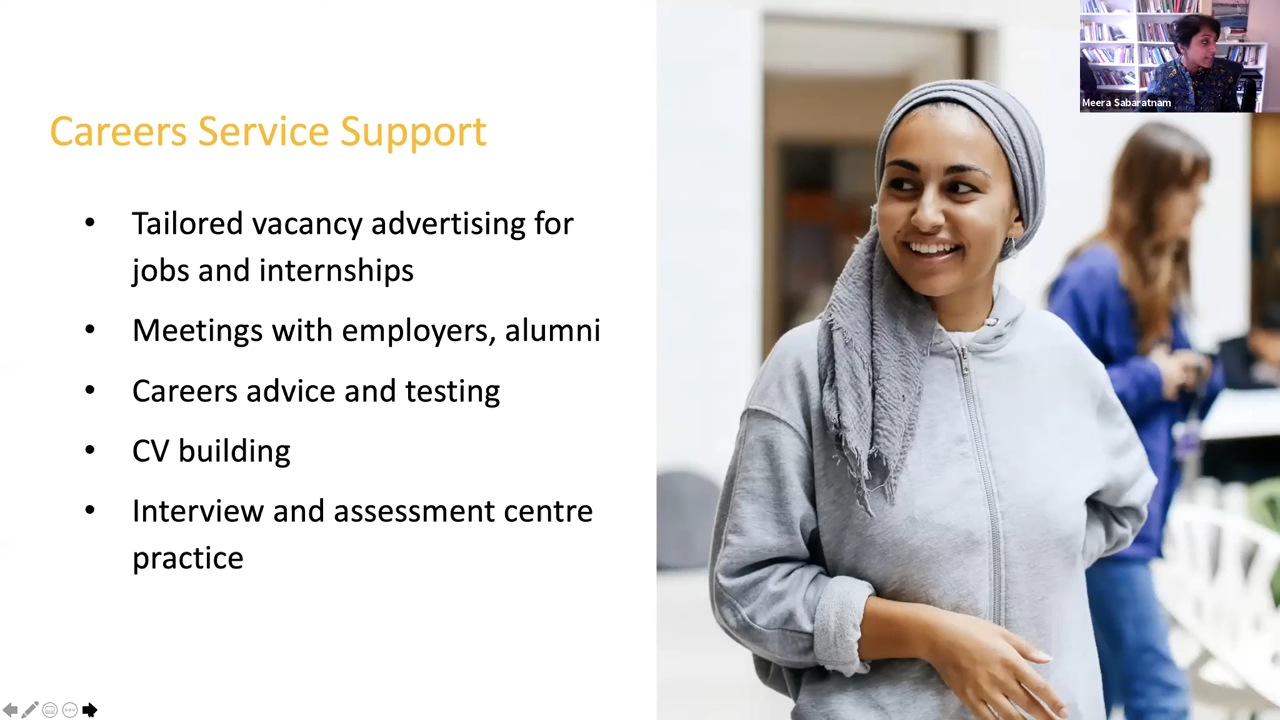 Careers Service Support
• Tailored vacancy advertising for
jobs and internships
• Meetings with employers, alumni
• Careers advice and testing
• CV building
• Interview and assessment centre
practice
Meera Sabaratnam